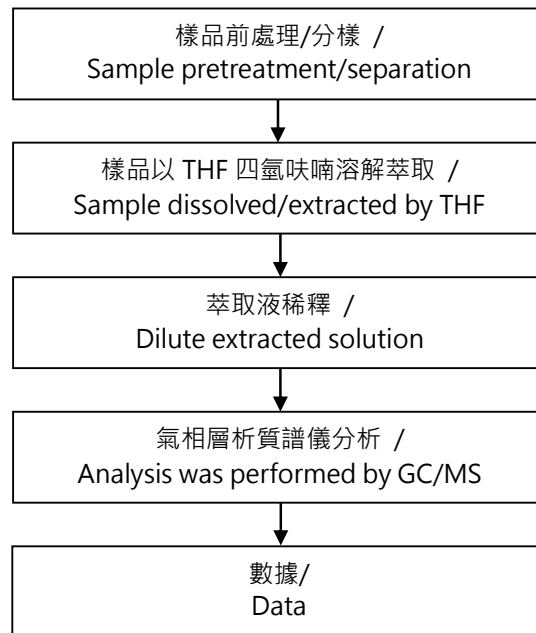 樣品前處理/分樣 /
Sample pretreatment/separation
樣品以 THF 四氫呋喃溶解萃取 /
Sample dissolved/extracted by THF
萃取液稀釋 /
Dilute extracted solution
氣相層析質譜儀分析 /
Analysis was performed by GC/MS
數據/
Data